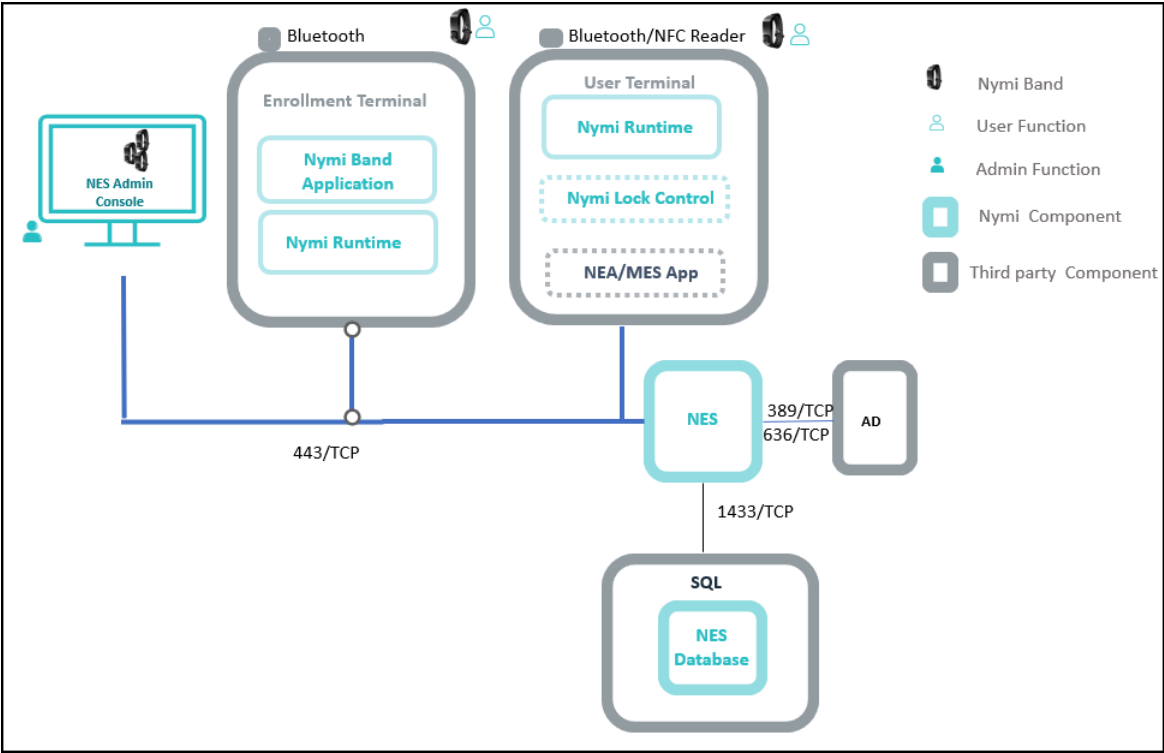 Bluetooth
Bluetooth/NFC Reader
Enrollment Terminal
Nymi Band
Application
Nymi Runtime
User Terminal
Nymi Runtime
Nymi Lock Control
NEA/MES App
NES Admin
Console
Nymi Band
User Function
Admin Function
Nymi Component
Third party Component
443/TCP
NES
389/TCP
636/TCP
AD
1433/TCP
SQL
NES
Database